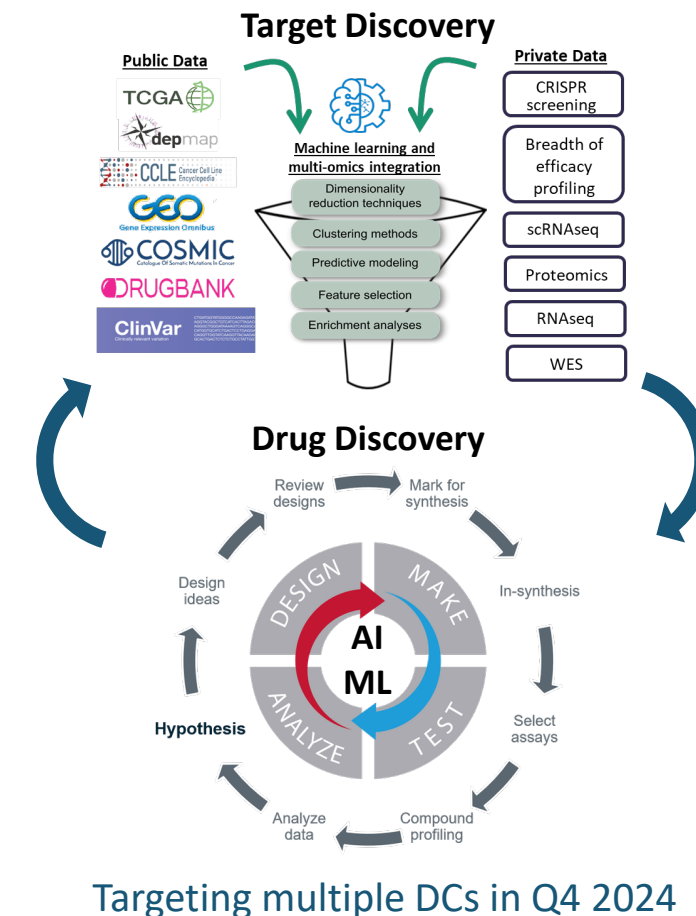 Target Discovery
Public Data
TCGA
depmap
CCLE Cancer Cell Line
Encyclopedia
GEO
Gene Expression Omnibus
COSMIC
Catalogue Of Somatic Mutations In Cancer
DRUGBANK
ClinVar
Clinically relevant variation
Machine learning and
multi-omics integration
Dimensionality
reduction techniques
Clustering methods
Predictive modeling
Feature selection
Enrichment analyses
Private Data
CRISPR
screening
Breadth of
efficacy
profiling
scRNAseq
Proteomics
RNAseq
WES
Drug Discovery
Review
designs
Mark for
synthesis
In-synthesis
Select
assays
Compound
profiling
Analyze
data
Hypothesis
Design
ideas
DESIGN
MAKE
TEST
ANALYZE
AI
ML
Targeting multiple DCs in Q4 2024